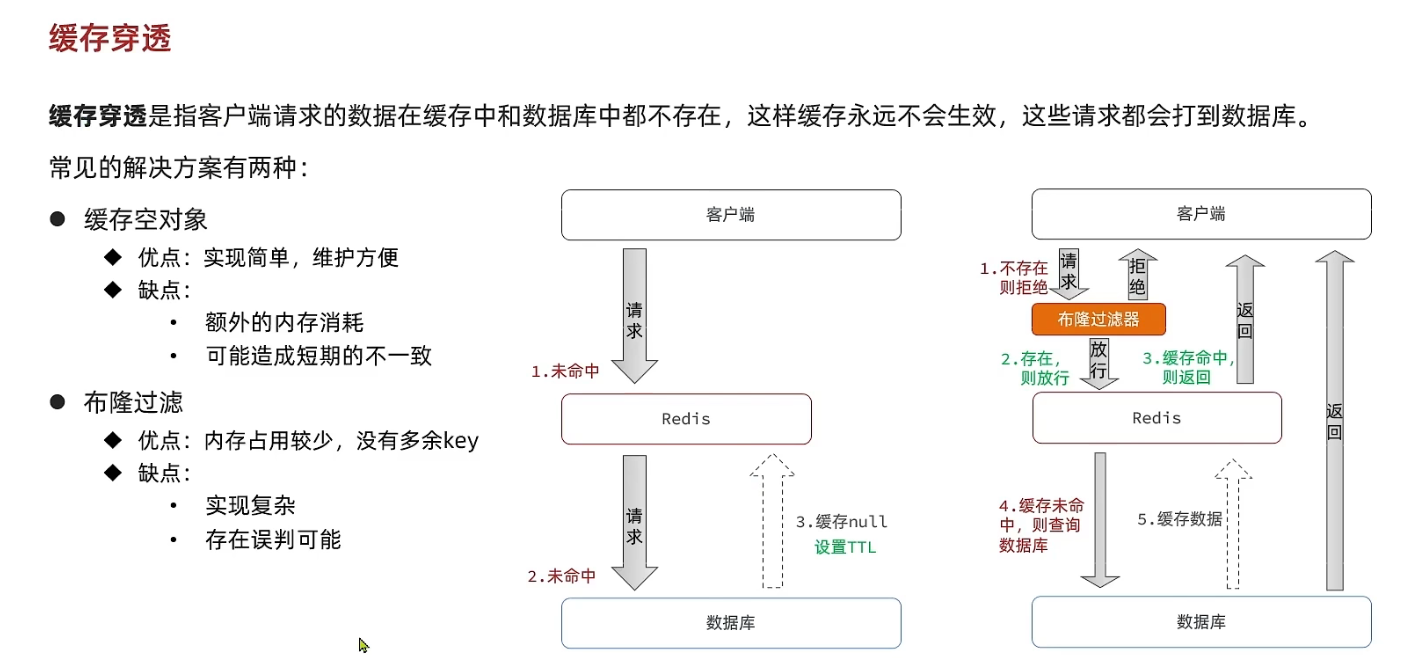 缓存穿透
缓存穿透是指客户端请求的数据在缓存中和数据库中都不存在，这样缓存永远不会生效，这些请求都会打到数据库。
常见的解决方案有两种：
● 缓存空对象
◆ 优点：实现简单，维护方便
◆ 缺点：
• 额外的内存消耗
• 可能造成短期的不一致
● 布隆过滤
◆ 优点：内存占用较少，没有多余key
◆ 缺点：
• 实现复杂
• 存在误判可能
客户端
请求
1.未命中
Redis
请求
2.未命中
3.缓存null
设置TTL
数据库
客户端
1.不存在
则拒绝
请求
拒绝
布隆过滤器
2.存在，
则放行
放行
3.缓存命中，
则返回
返回
Redis
返回
4.缓存未命
中，则查询
数据库
5.缓存数据
数据库